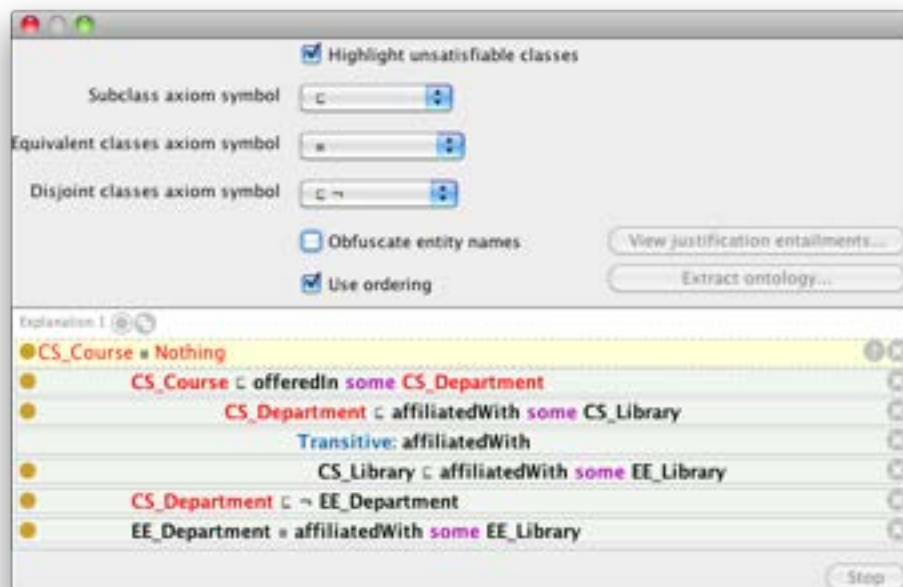 Highlight unsatisfiable classes
Subclass axiom symbol ⊑
Equivalent classes axiom symbol ≡
Disjoint classes axiom symbol ⊑ ¬
Obfuscate entity names
View justification entailments...
Use ordering
Extract ontology...
Explanation 1
CS_Course ≡ Nothing
CS_Course ⊑ offeredIn some CS_Department
CS_Department ⊑ affiliatedWith some CS_Library
Transitive: affiliatedWith
CS_Library ⊑ affiliatedWith some EE_Library
CS_Department ⊑ ¬ EE_Department
EE_Department ≡ affiliatedWith some EE_Library
Stop